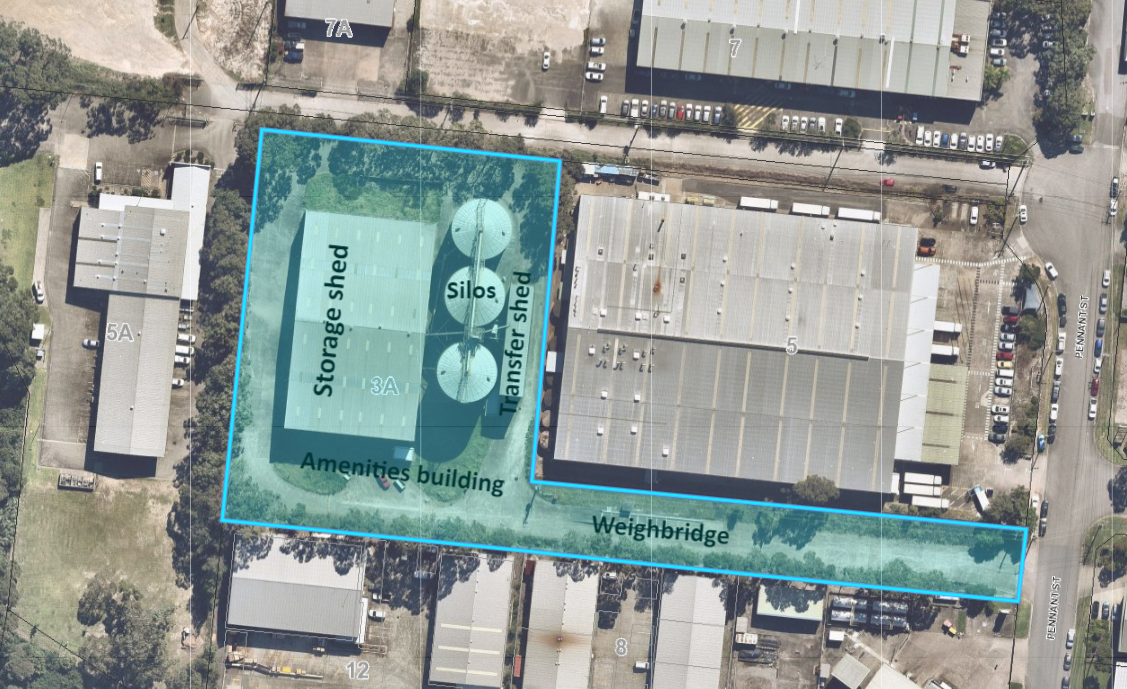 7A
7
Storage shed
Silos
Transfer shed
3A
5
5A
PENNANT ST
Amenities building
Weighbridge
PENNANT ST
8
12